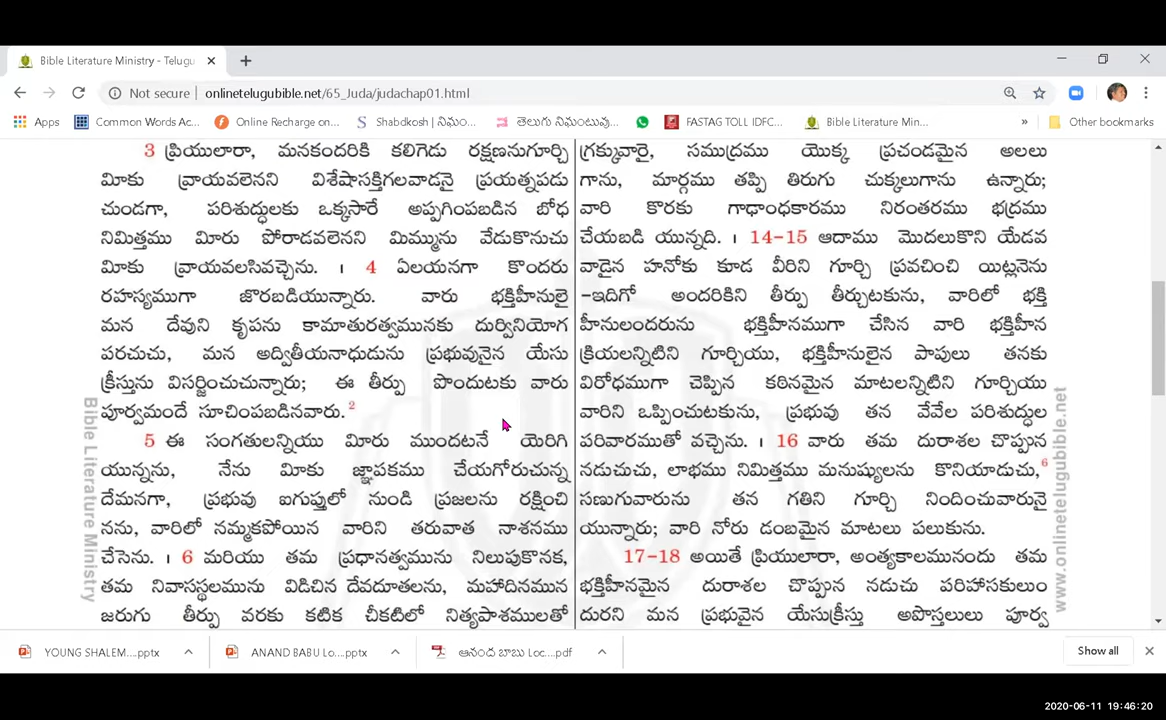 Bible Literature Ministry - Telugu
Not secure | onlinetelugubible.net/65_Juda/judachap01.html
Apps
Common Words Ac...
Online Recharge on...
Shabdkosh | నిఘం...
తెలుగు నిఘంటువు...
FASTAG TOLL IDFC...
Bible Literature Min...
»
Other bookmarks
3 ప్రియులారా, మనకందరికి కలిగెడు రక్షణనుగూర్చి
మీకు వ్రాయవలెనని విశేషాసక్తిగలవాడనై ప్రయత్నపడు
చుండగా, పరిశుద్ధులకు ఒక్కసారే అప్పగింపబడిన బోధ
నిమిత్తము మీరు పోరాడవలెనని మిమ్మును వేడుకొనుచు
మీకు వ్రాయవలసివచ్చెను. । 4 ఏలయనగా కొందరు
రహస్యముగా జొరబడియున్నారు. వారు భక్తిహీనులై
మన దేవుని కృపను కామాతురత్వమునకు దుర్వినియోగ
పరచుచు, మన అద్వితీయనాధుడును ప్రభువునైన యేసు
క్రీస్తును విసర్జించుచున్నారు; ఈ తీర్పు పొందుటకు వారు
పూర్వమందే సూచింపబడినవారు. 2
5 ఈ సంగతులన్నియు మీరు ముందటనే యెరిగి
యున్నను, నేను మీకు జ్ఞాపకము చేయగోరుచున్న
దేమనగా, ప్రభువు ఐగుప్తులో నుండి ప్రజలను రక్షించి
నను, వారిలో నమ్మకపోయిన వారిని తరువాత నాశనము
చేసెను. । 6 మరియు తమ ప్రధానత్వమును నిలుపుకొనక,
తమ నివాసస్థలమును విడిచిన దేవదూతలను, మహాదినమున
జరుగు తీర్పు వరకు కటిక చీకటిలో నిత్యపాశములతో
గ్రక్కువారై, సముద్రము యొక్క ప్రచండమైన అలలు
గాను, మార్గము తప్పి తిరుగు చుక్కలుగాను ఉన్నారు;
వారి కొరకు గాఢాంధకారము నిరంతరము భద్రము
చేయబడి యున్నది. । 14-15 ఆదాము మొదలుకొని యేడవ
వాడైన హనోకు కూడ వీరిని గూర్చి ప్రవచించి యిట్లనెను
-ఇదిగో అందరికిని తీర్పు తీర్చుటకును, వారిలో భక్తి
హీనులందరును భక్తిహీనముగా చేసిన వారి భక్తిహీన
క్రియలన్నిటిని గూర్చియు, భక్తిహీనులైన పాపులు తనకు
విరోధముగా చెప్పిన కఠినమైన మాటలన్నిటిని గూర్చియు
వారిని ఒప్పించుటకును, ప్రభువు తన వేవేల పరిశుద్ధుల
పరివారముతో వచ్చెను. । 16 వారు తమ దురాశల చొప్పున
నడుచుచు, లాభము నిమిత్తము మనుష్యులను కొనియాడుచు, 6
సణుగువారును తన గతిని గూర్చి నిందించువారునై
యున్నారు; వారి నోరు డంబమైన మాటలు పలుకును.
17-18 అయితే ప్రియులారా, అంత్యకాలమునందు తమ
భక్తిహీనమైన దురాశల చొప్పున నడుచు పరిహాసకులుం
దురని మన ప్రభువైన యేసుక్రీస్తు అపొస్తలులు పూర్వ
Bible Literature Ministry
www.onlinetelugubible.net
YOUNG SHALEM....pptx
ANAND BABU Lo....pptx
ఆనంద బాబు Loc....pdf
Show all
2020-06-11 19:46:20